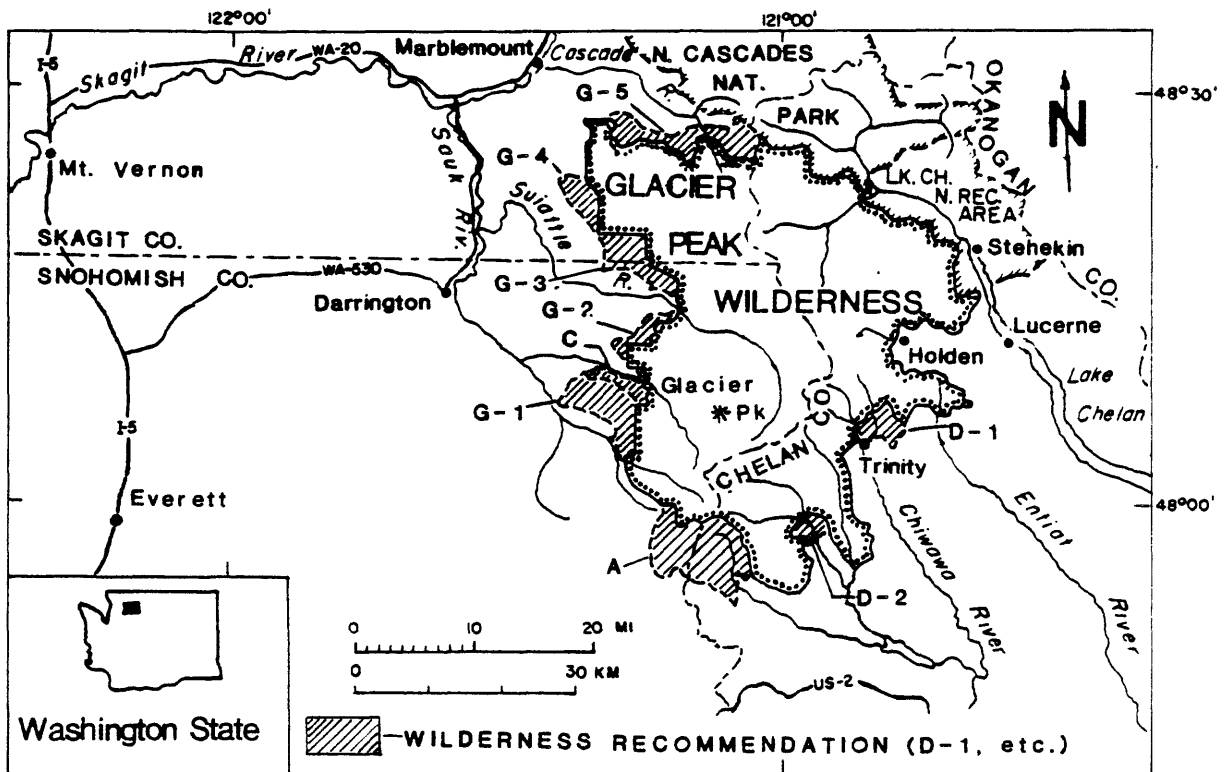 122°00'
121°00'
I-5
Skagit
River
WA-20
Marblemount
Cascade
R.
N. CASCADES
NAT.
PARK
OKANOGAN
CO.
48°30'
N
Mt. Vernon
Sauk
Riv.
G-5
G-4
GLACIER
PEAK
WILDERNESS
LK. CH.
N. REC.
AREA
Suiattle
R.
SKAGIT CO.
SNOHOMISH CO.
WA-530
Darrington
G-3
G-2
C
G-1
Stehekin
Lucerne
Holden
Lake
Chelan
Glacier
Pk
CHELAN CO.
D-1
Trinity
I-5
Everett
48°00'
Chiwawa
River
Entiat
River
A
D-2
0 10 20 MI
0 30 KM
US-2
Washington State
WILDERNESS RECOMMENDATION (D-1, etc.)